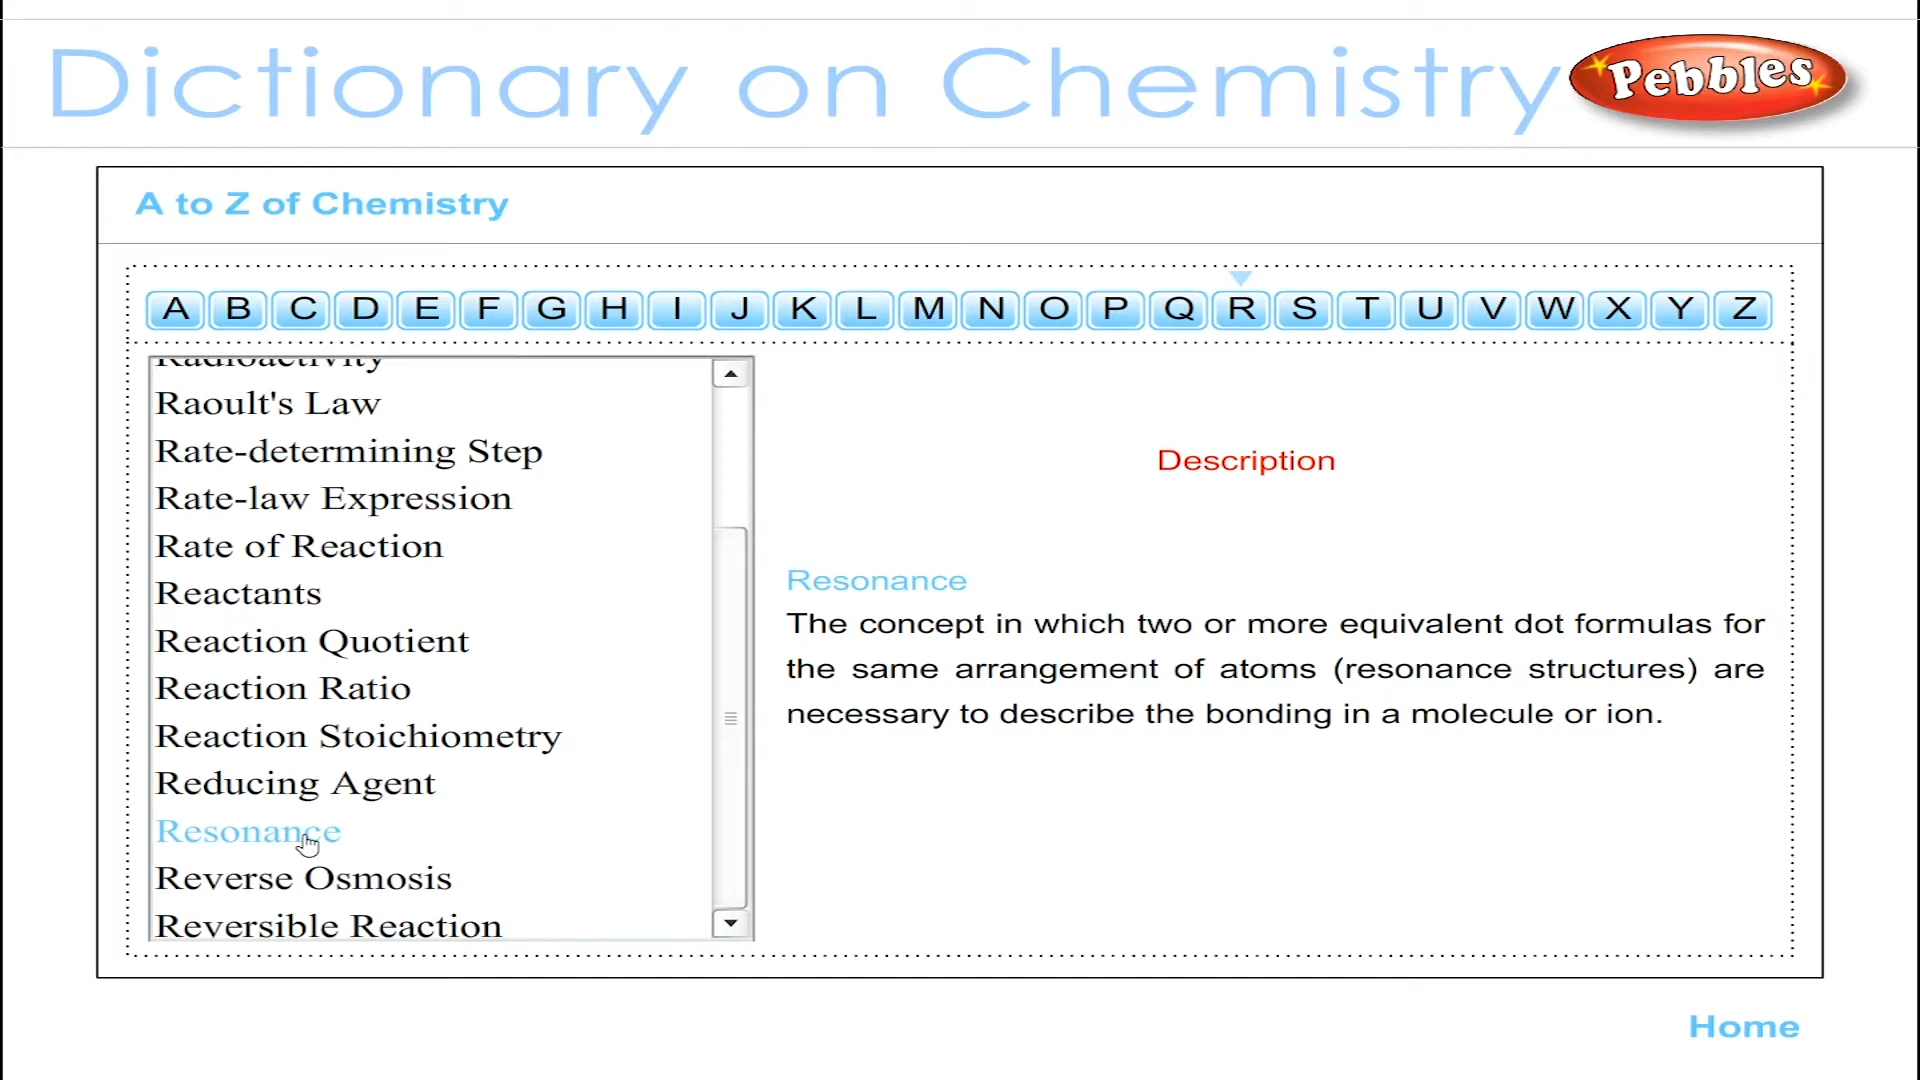 Dictionary on Chemistry
Pebbles
A to Z of Chemistry
A B C D E F G H I J K L M N O P Q R S T U V W X Y Z
Radioactivity
Raoult's Law
Rate-determining Step
Rate-law Expression
Rate of Reaction
Reactants
Reaction Quotient
Reaction Ratio
Reaction Stoichiometry
Reducing Agent
Resonance
Reverse Osmosis
Reversible Reaction
Description
Resonance
The concept in which two or more equivalent dot formulas for
the same arrangement of atoms (resonance structures) are
necessary to describe the bonding in a molecule or ion.
Home